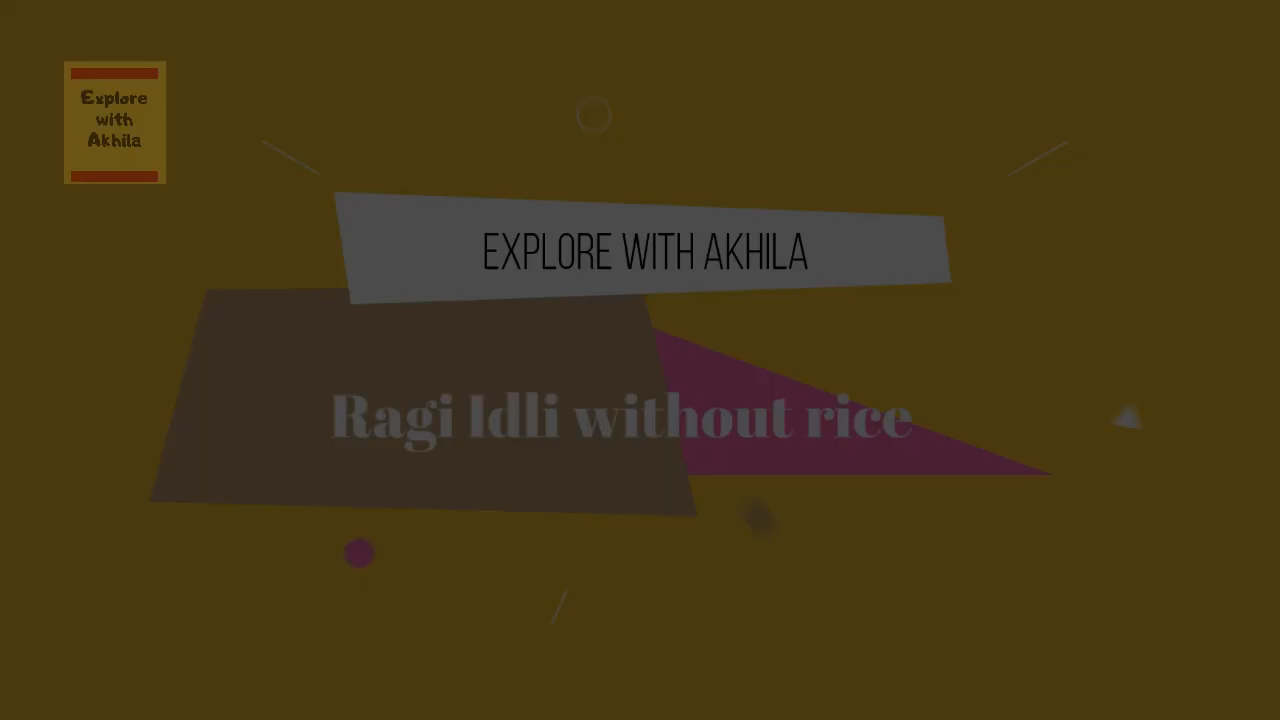 Explore
with
Akhila
EXPLORE WITH AKHILA
Ragi Idli without rice